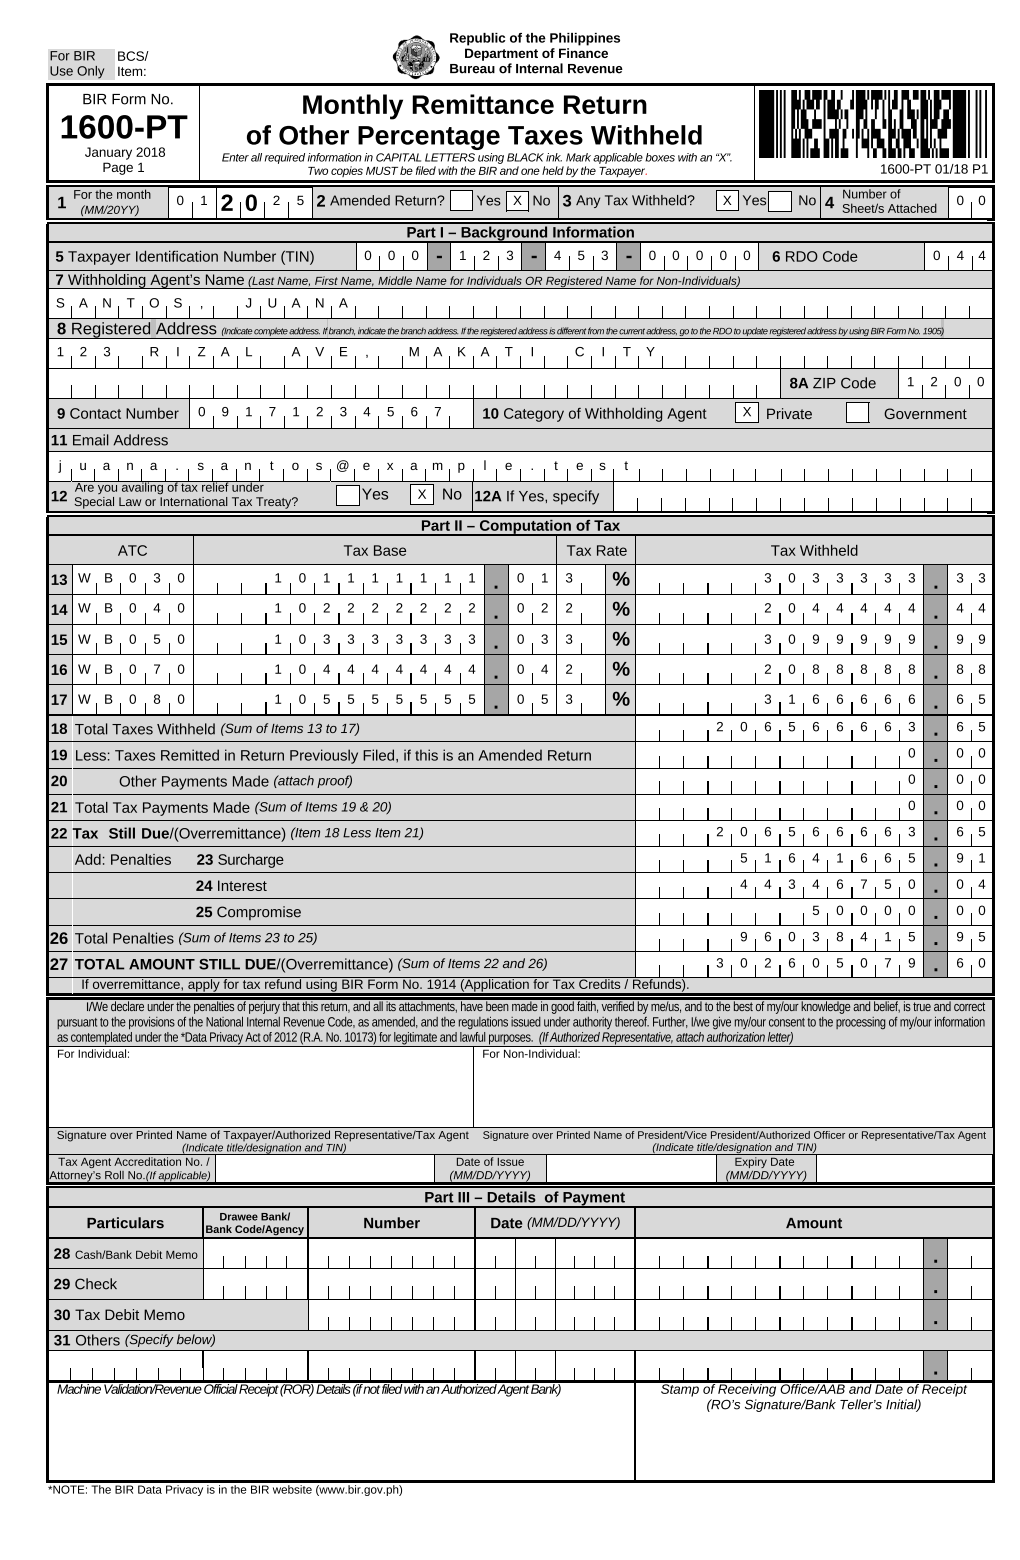 For BIR Use Only
BCS/ Item:
Republic of the Philippines
Department of Finance
Bureau of Internal Revenue
BIR Form No.
1600-PT
January 2018
Page 1
Monthly Remittance Return
of Other Percentage Taxes Withheld
Enter all required information in CAPITAL LETTERS using BLACK ink. Mark applicable boxes with an “X”.
Two copies MUST be filed with the BIR and one held by the Taxpayer.
1600-PT 01/18 P1
1 For the month (MM/20YY) 0 1 2 0 2 5 2 Amended Return? Yes X No 3 Any Tax Withheld? X Yes No 4 Number of Sheet/s Attached 0 0
Part I – Background Information
5 Taxpayer Identification Number (TIN) 0 0 0 - 1 2 3 - 4 5 3 - 0 0 0 0 0 6 RDO Code 0 4 4
7 Withholding Agent’s Name (Last Name, First Name, Middle Name for Individuals OR Registered Name for Non-Individuals)
S A N T O S , J U A N A
8 Registered Address (Indicate complete address. If branch, indicate the branch address. If the registered address is different from the current address, go to the RDO to update registered address by using BIR Form No. 1905)
1 2 3 R I Z A L A V E , M A K A T I C I T Y
8A ZIP Code 1 2 0 0
9 Contact Number 0 9 1 7 1 2 3 4 5 6 7 10 Category of Withholding Agent X Private Government
11 Email Address
j u a n a . s a n t o s @ e x a m p l e . t e s t
12 Are you availing of tax relief under Special Law or International Tax Treaty? Yes X No 12A If Yes, specify
Part II – Computation of Tax
ATC Tax Base Tax Rate Tax Withheld
13 W B 0 3 0 1 0 1 1 1 1 1 1 1 . 0 1 3 % 3 0 3 3 3 3 3 . 3 3
14 W B 0 4 0 1 0 2 2 2 2 2 2 2 . 0 2 2 % 2 0 4 4 4 4 4 . 4 4
15 W B 0 5 0 1 0 3 3 3 3 3 3 3 . 0 3 3 % 3 0 9 9 9 9 9 . 9 9
16 W B 0 7 0 1 0 4 4 4 4 4 4 4 . 0 4 2 % 2 0 8 8 8 8 8 . 8 8
17 W B 0 8 0 1 0 5 5 5 5 5 5 5 . 0 5 3 % 3 1 6 6 6 6 6 . 6 5
18 Total Taxes Withheld (Sum of Items 13 to 17) 2 0 6 5 6 6 6 3 . 6 5
19 Less: Taxes Remitted in Return Previously Filed, if this is an Amended Return 0 . 0 0
20 Other Payments Made (attach proof) 0 . 0 0
21 Total Tax Payments Made (Sum of Items 19 & 20) 0 . 0 0
22 Tax Still Due/(Overremittance) (Item 18 Less Item 21) 2 0 6 5 6 6 6 3 . 6 5
Add: Penalties 23 Surcharge 5 1 6 4 1 6 6 5 . 9 1
24 Interest 4 4 3 4 6 7 5 0 . 0 4
25 Compromise 5 0 0 0 0 . 0 0
26 Total Penalties (Sum of Items 23 to 25) 9 6 0 3 8 4 1 5 . 9 5
27 TOTAL AMOUNT STILL DUE/(Overremittance) (Sum of Items 22 and 26) 3 0 2 6 0 5 0 7 9 . 6 0
If overremittance, apply for tax refund using BIR Form No. 1914 (Application for Tax Credits / Refunds).
I/We declare under the penalties of perjury that this return, and all its attachments, have been made in good faith, verified by me/us, and to the best of my/our knowledge and belief, is true and correct
pursuant to the provisions of the National Internal Revenue Code, as amended, and the regulations issued under authority thereof. Further, I/we give my/our consent to the processing of my/our information
as contemplated under the *Data Privacy Act of 2012 (R.A. No. 10173) for legitimate and lawful purposes. (If Authorized Representative, attach authorization letter)
For Individual: For Non-Individual:
Signature over Printed Name of Taxpayer/Authorized Representative/Tax Agent (Indicate title/designation and TIN)
Signature over Printed Name of President/Vice President/Authorized Officer or Representative/Tax Agent (Indicate title/designation and TIN)
Tax Agent Accreditation No. / Attorney’s Roll No.(If applicable) Date of Issue (MM/DD/YYYY) Expiry Date (MM/DD/YYYY)
Part III – Details of Payment
Particulars Drawee Bank/ Bank Code/Agency Number Date (MM/DD/YYYY) Amount
28 Cash/Bank Debit Memo .
29 Check .
30 Tax Debit Memo .
31 Others (Specify below)
.
Machine Validation/Revenue Official Receipt (ROR) Details (if not filed with an Authorized Agent Bank)
Stamp of Receiving Office/AAB and Date of Receipt
(RO’s Signature/Bank Teller’s Initial)
*NOTE: The BIR Data Privacy is in the BIR website (www.bir.gov.ph)